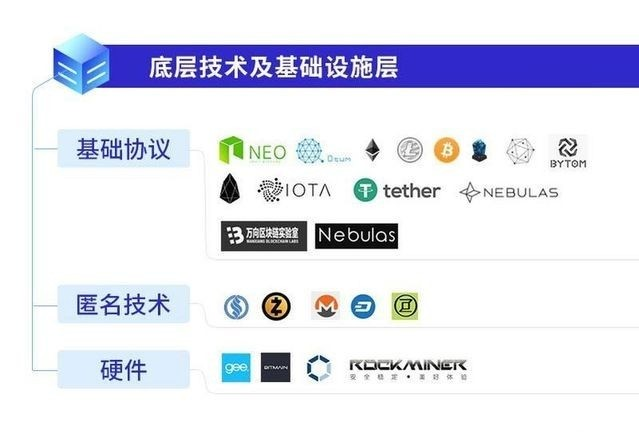 底层技术及基础设施层
基础协议
NEO
Qtum
BYTOM
IOTA
tether
NEBULAS
万向区块链实验室
WANXIANG BLOCKCHAIN LABS
Nebulas
匿名技术
硬件
gee.
BITMAIN
ROCKMINER
安全稳定·美好体验